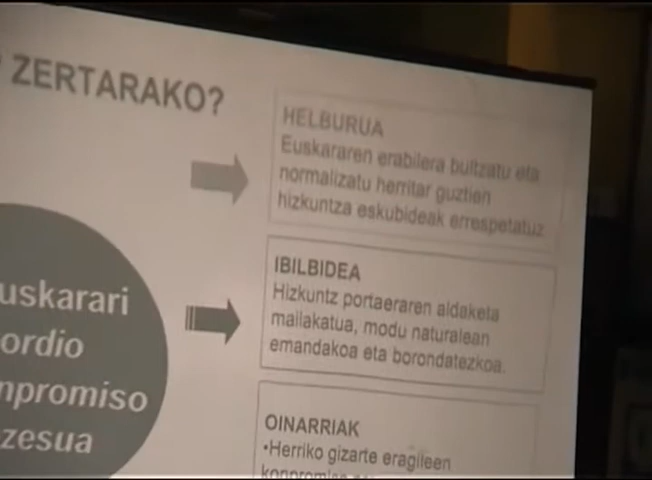 ZERTARAKO?
HELBURUA
Euskararen erabilera bultzatu eta
normalizatu herritar guztien
hizkuntza eskubideak errespetatuz
uskarari
ordio
npromiso
zesua
IBILBIDEA
Hizkuntz portaeraren aldaketa
mailakatua, modu naturalean
emandakoa eta borondatezkoa.
OINARRIAK
•Herriko gizarte eragileen